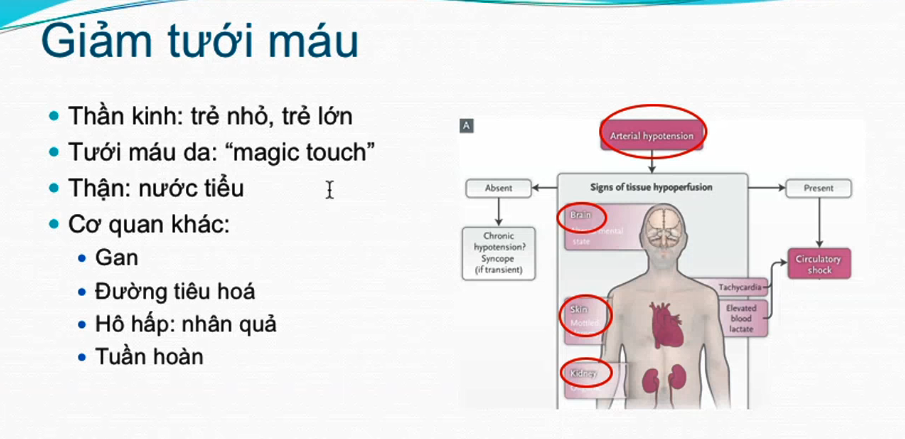 Giảm tưới máu
Thần kinh: trẻ nhỏ, trẻ lớn
Tưới máu da: “magic touch”
Thận: nước tiểu
Cơ quan khác:
Gan
Đường tiêu hoá
Hô hấp: nhân quả
Tuần hoàn
A
Arterial hypotension
Absent
Signs of tissue hypoperfusion
Present
Chronic
hypotension?
Syncope
(if transient)
Brain
mental
state
Circulatory
shock
Tachycardia
Elevated
blood
lactate
Skin
Mottled
Kidney